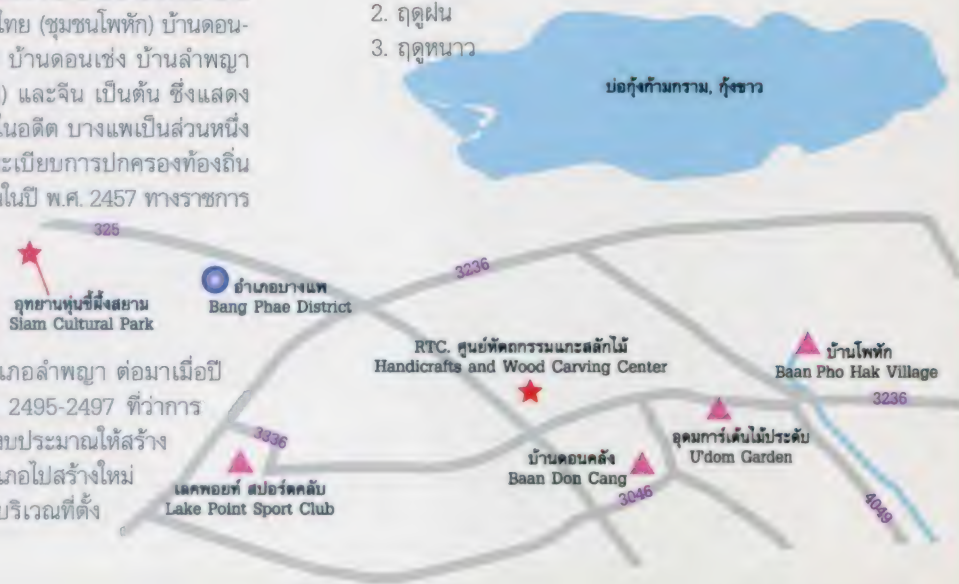 ไทย (ชุมชนโพหัก) บ้านดอน-
บ้านดอนเซ่ง บ้านลำพญา
) และจีน เป็นต้น ซึ่งแสดง
ในอดีต บางแพเป็นส่วนหนึ่ง
ะเบียบการปกครองท้องถิ่น
ในปี พ.ศ. 2457 ทางราชการ
2. ฤดูฝน
3. ฤดูหนาว
บ่อกุ้งก้ามกราม, กุ้งขาว
325
3236
อุทยานหุ่นขี้ผึ้งสยาม
Siam Cultural Park
อำเภอบางแพ
Bang Phae District
RTC. ศูนย์หัตถกรรมแกะสลักไม้
Handicrafts and Wood Carving Center
บ้านโพหัก
Baan Pho Hak Village
3236
เภอลำพญา ต่อมาเมื่อปี
2495-2497 ที่ว่าการ
งบประมาณให้สร้าง
เภอไปสร้างใหม่
บริเวณที่ตั้ง
3336
เลคพอยท์ สปอร์ตคลับ
Lake Point Sport Club
บ้านดอนคลัง
Baan Don Cang
3046
อุดมการ์เด้นไม้ประดับ
U'dom Garden
4049